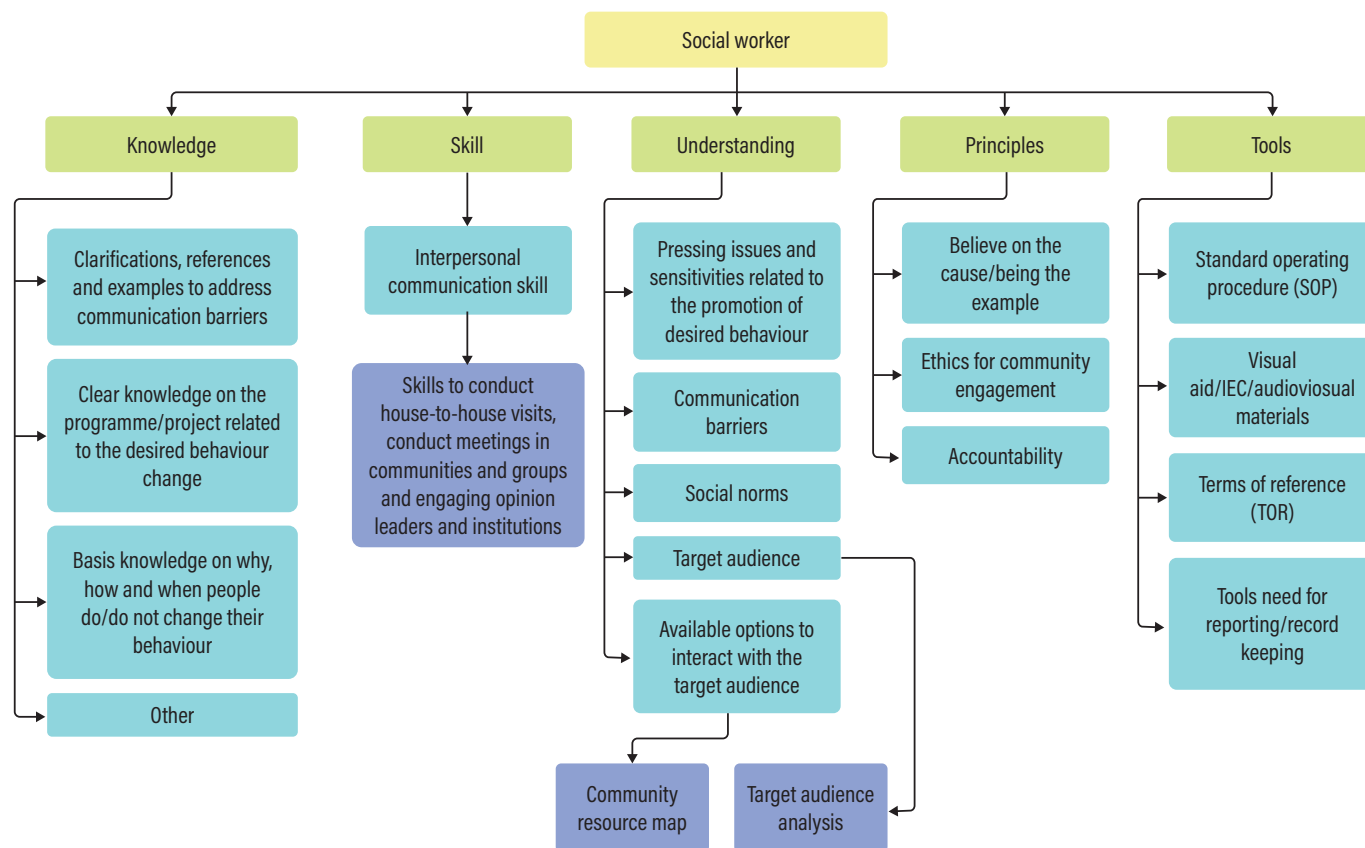 Social worker
Knowledge
Skill
Understanding
Principles
Tools
Clarifications, references
and examples to address
communication barriers
Clear knowledge on the
programme/project related
to the desired behaviour
change
Basis knowledge on why,
how and when people
do/do not change their
behaviour
Other
Interpersonal
communication skill
Skills to conduct
house-to-house visits,
conduct meetings in
communities and groups
and engaging opinion
leaders and institutions
Pressing issues and
sensitivities related to
the promotion of
desired behaviour
Communication
barriers
Social norms
Target audience
Available options to
interact with the
target audience
Community
resource map
Target audience
analysis
Believe on the
cause/being the
example
Ethics for community
engagement
Accountability
Standard operating
procedure (SOP)
Visual
aid/IEC/audioviosual
materials
Terms of reference
(TOR)
Tools need for
reporting/record
keeping